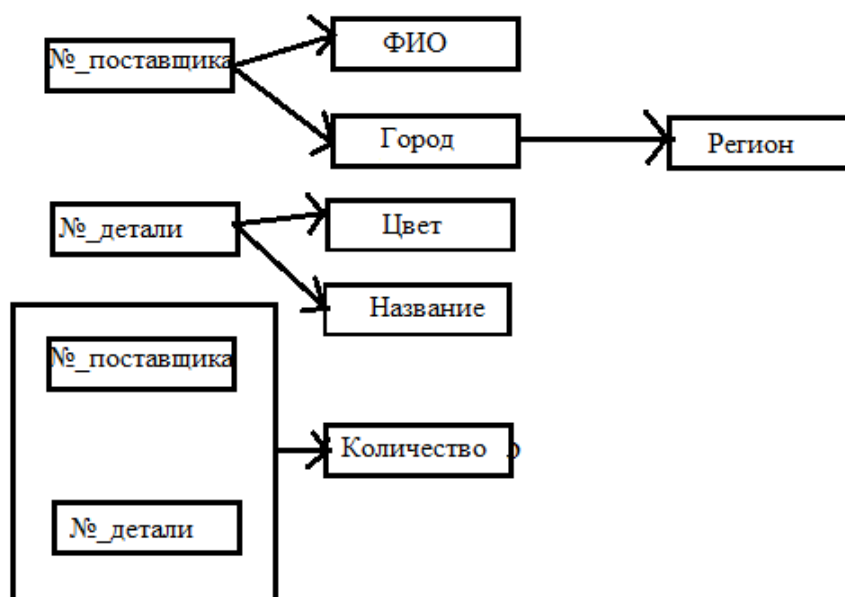 ФИО
№_поставщика
Город
Регион
№_детали
Цвет
Название
№_поставщика
Количество
№_детали